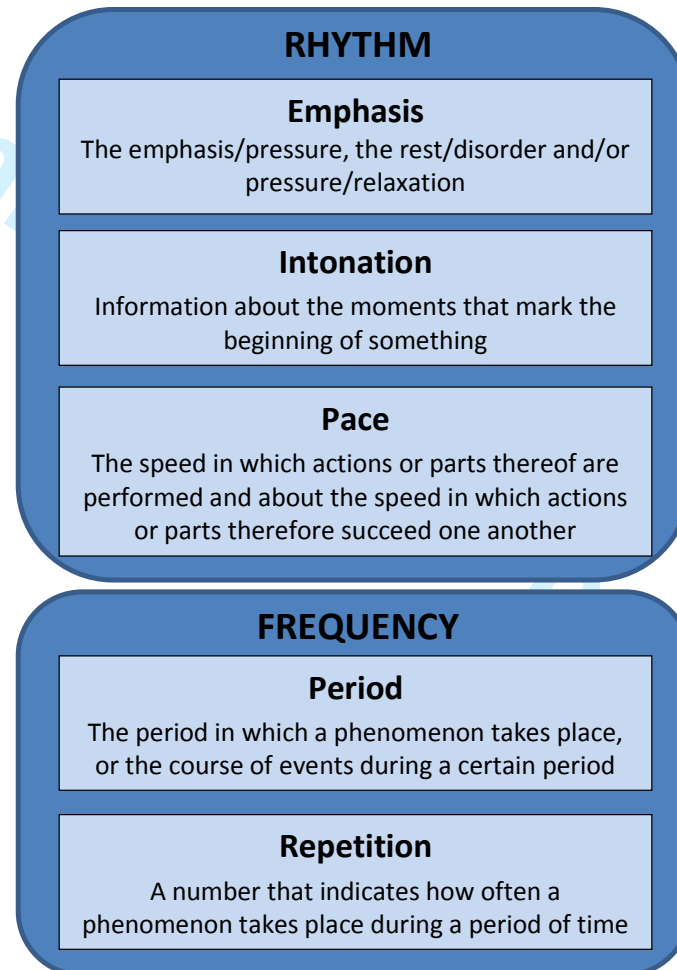 RHYTHM
Emphasis
The emphasis/pressure, the rest/disorder and/or
pressure/relaxation
Intonation
Information about the moments that mark the
beginning of something
Pace
The speed in which actions or parts thereof are
performed and about the speed in which actions
or parts therefore succeed one another
FREQUENCY
Period
The period in which a phenomenon takes place,
or the course of events during a certain period
Repetition
A number that indicates how often a
phenomenon takes place during a period of time